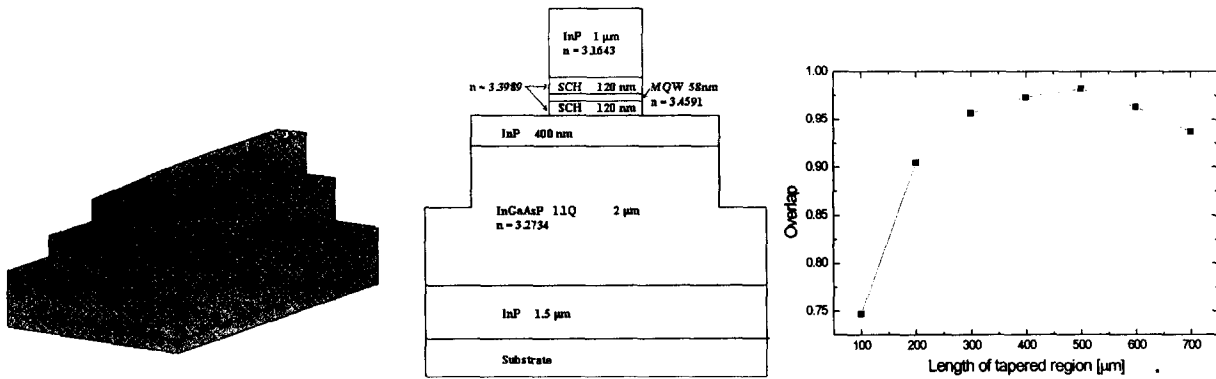 InP 1 µm
n = 3.1643
n ~ 3.3989
SCH 120 nm
SCH 120 nm
MQW 58nm
n = 3.4591
InP 400 nm
InGaAsP 1.1Q 2 µm
n = 3.2734
InP 1.5 µm
Substrate
Overlap
1.00
0.95
0.90
0.85
0.80
0.75
100 200 300 400 500 600 700
Length of tapered region [µm]